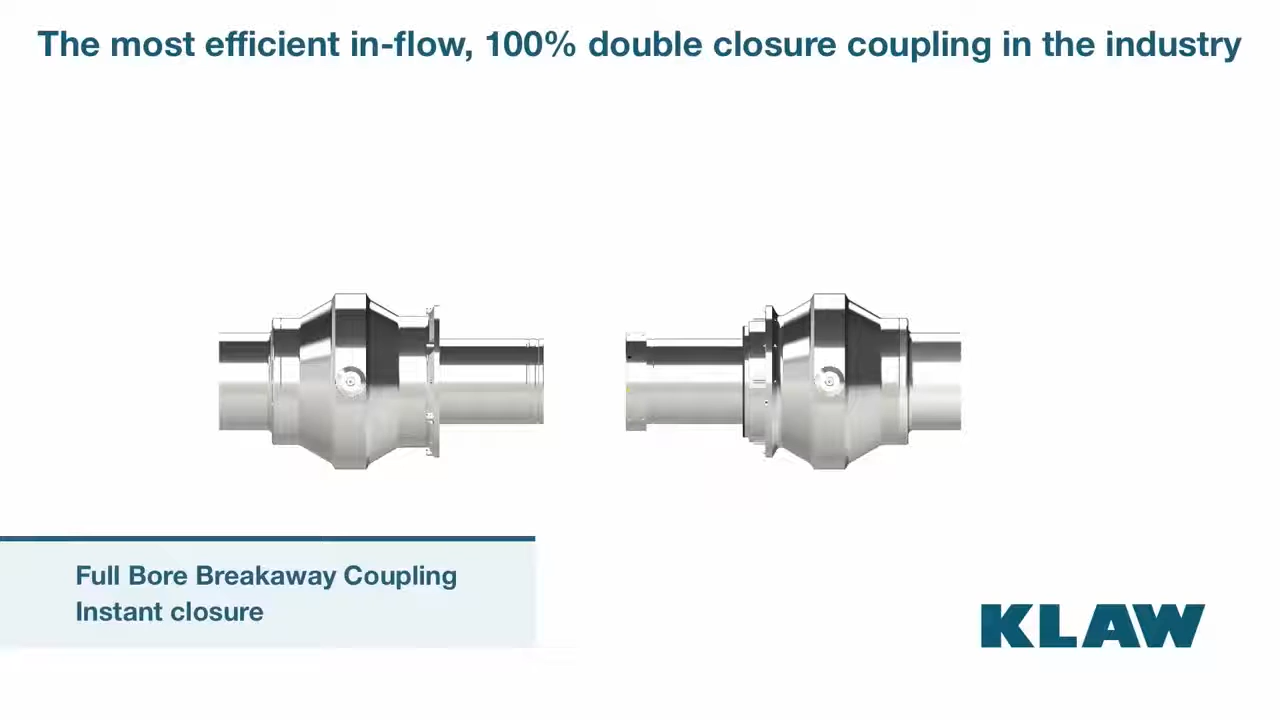 The most efficient in-flow, 100% double closure coupling in the industry
Full Bore Breakaway Coupling
Instant closure
KLAW